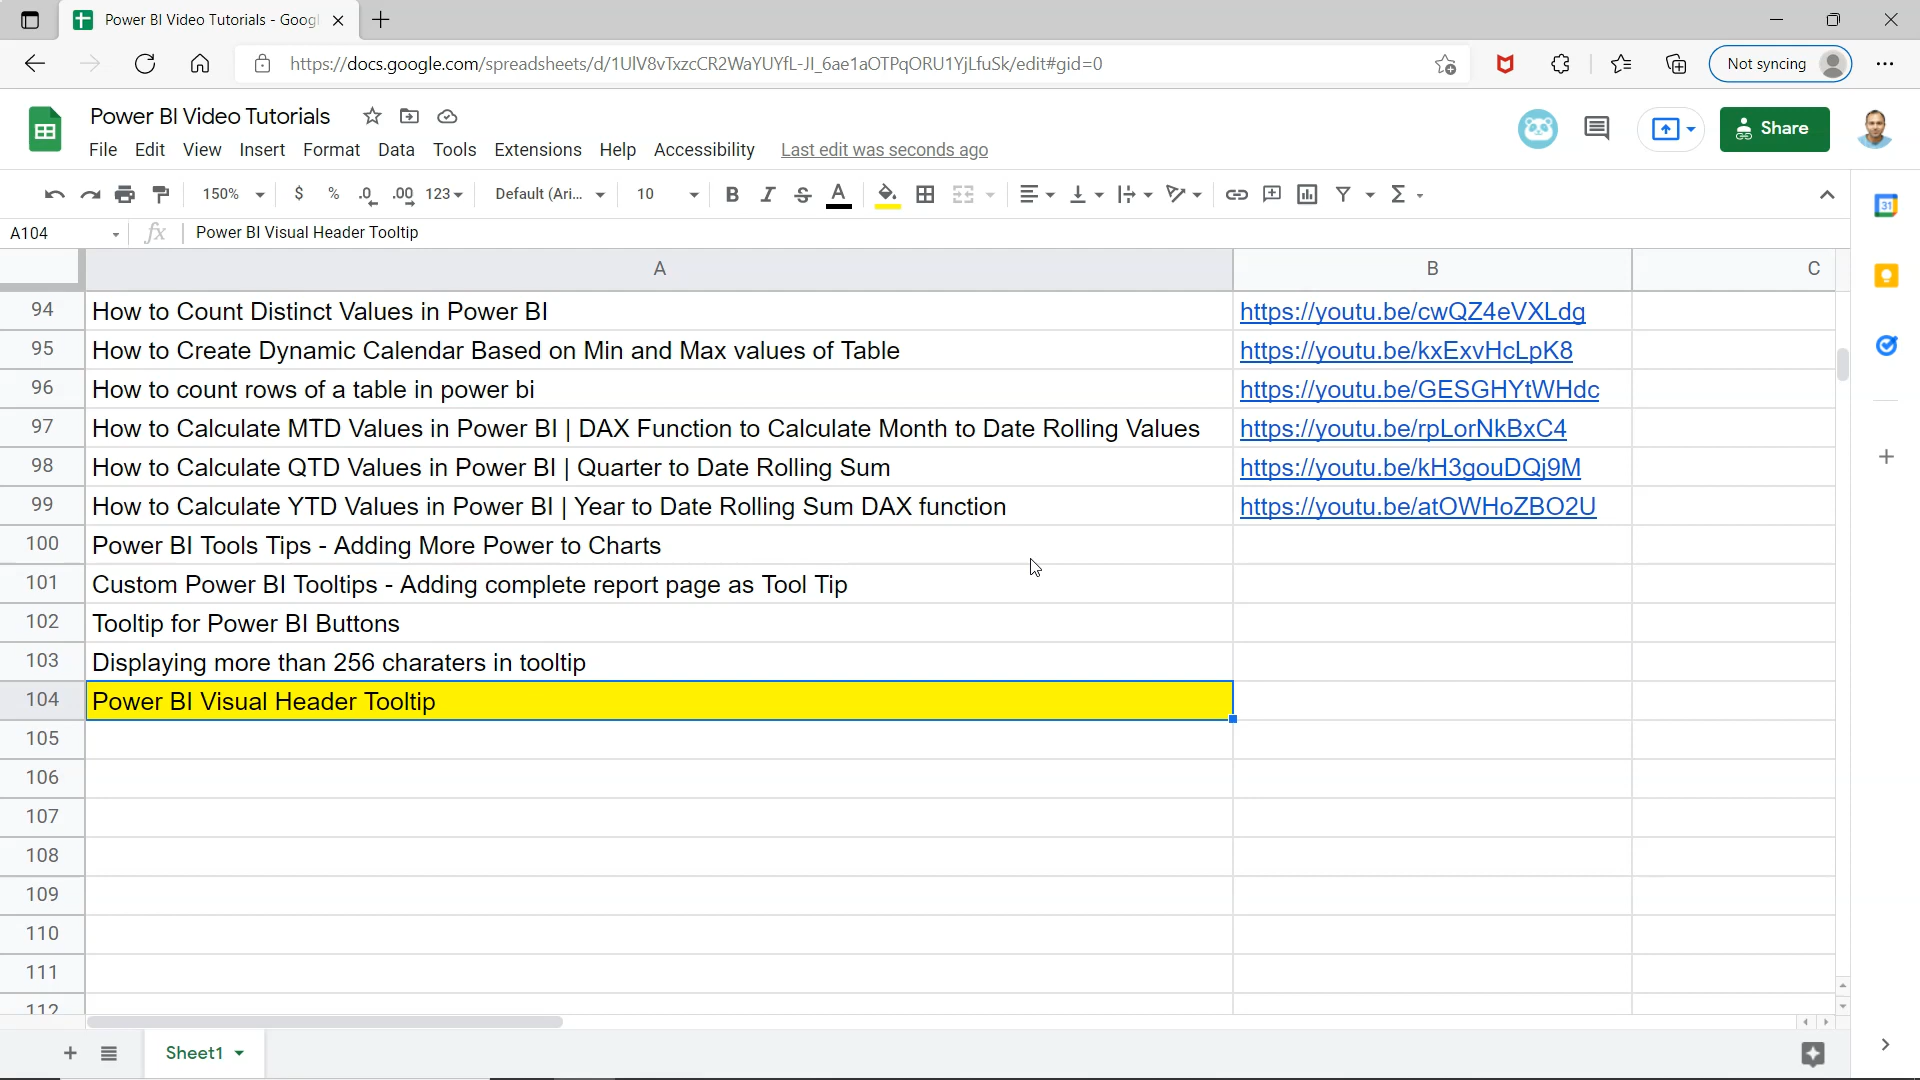 Power BI Video Tutorials - Goog
https://docs.google.com/spreadsheets/d/1UlV8vTxzcCR2WaYUYfL-Jl_6ae1aOTPqORU1YjLfuSk/edit#gid=0
Not syncing
Power BI Video Tutorials
File Edit View Insert Format Data Tools Extensions Help Accessibility Last edit was seconds ago
Share
150% $ % .0 .00 123 Default (Ari... 10 B I S A
31
A104 fx Power BI Visual Header Tooltip
A B C
94 How to Count Distinct Values in Power BI https://youtu.be/cwQZ4eVXLdg
95 How to Create Dynamic Calendar Based on Min and Max values of Table https://youtu.be/kxExvHcLpK8
96 How to count rows of a table in power bi https://youtu.be/GESGHYtWHdc
97 How to Calculate MTD Values in Power BI | DAX Function to Calculate Month to Date Rolling Values https://youtu.be/rpLorNkBxC4
98 How to Calculate QTD Values in Power BI | Quarter to Date Rolling Sum https://youtu.be/kH3gouDQj9M
99 How to Calculate YTD Values in Power BI | Year to Date Rolling Sum DAX function https://youtu.be/atOWHoZBO2U
100 Power BI Tools Tips - Adding More Power to Charts
101 Custom Power BI Tooltips - Adding complete report page as Tool Tip
102 Tooltip for Power BI Buttons
103 Displaying more than 256 charaters in tooltip
104 Power BI Visual Header Tooltip
105
106
107
108
109
110
111
112
Sheet1